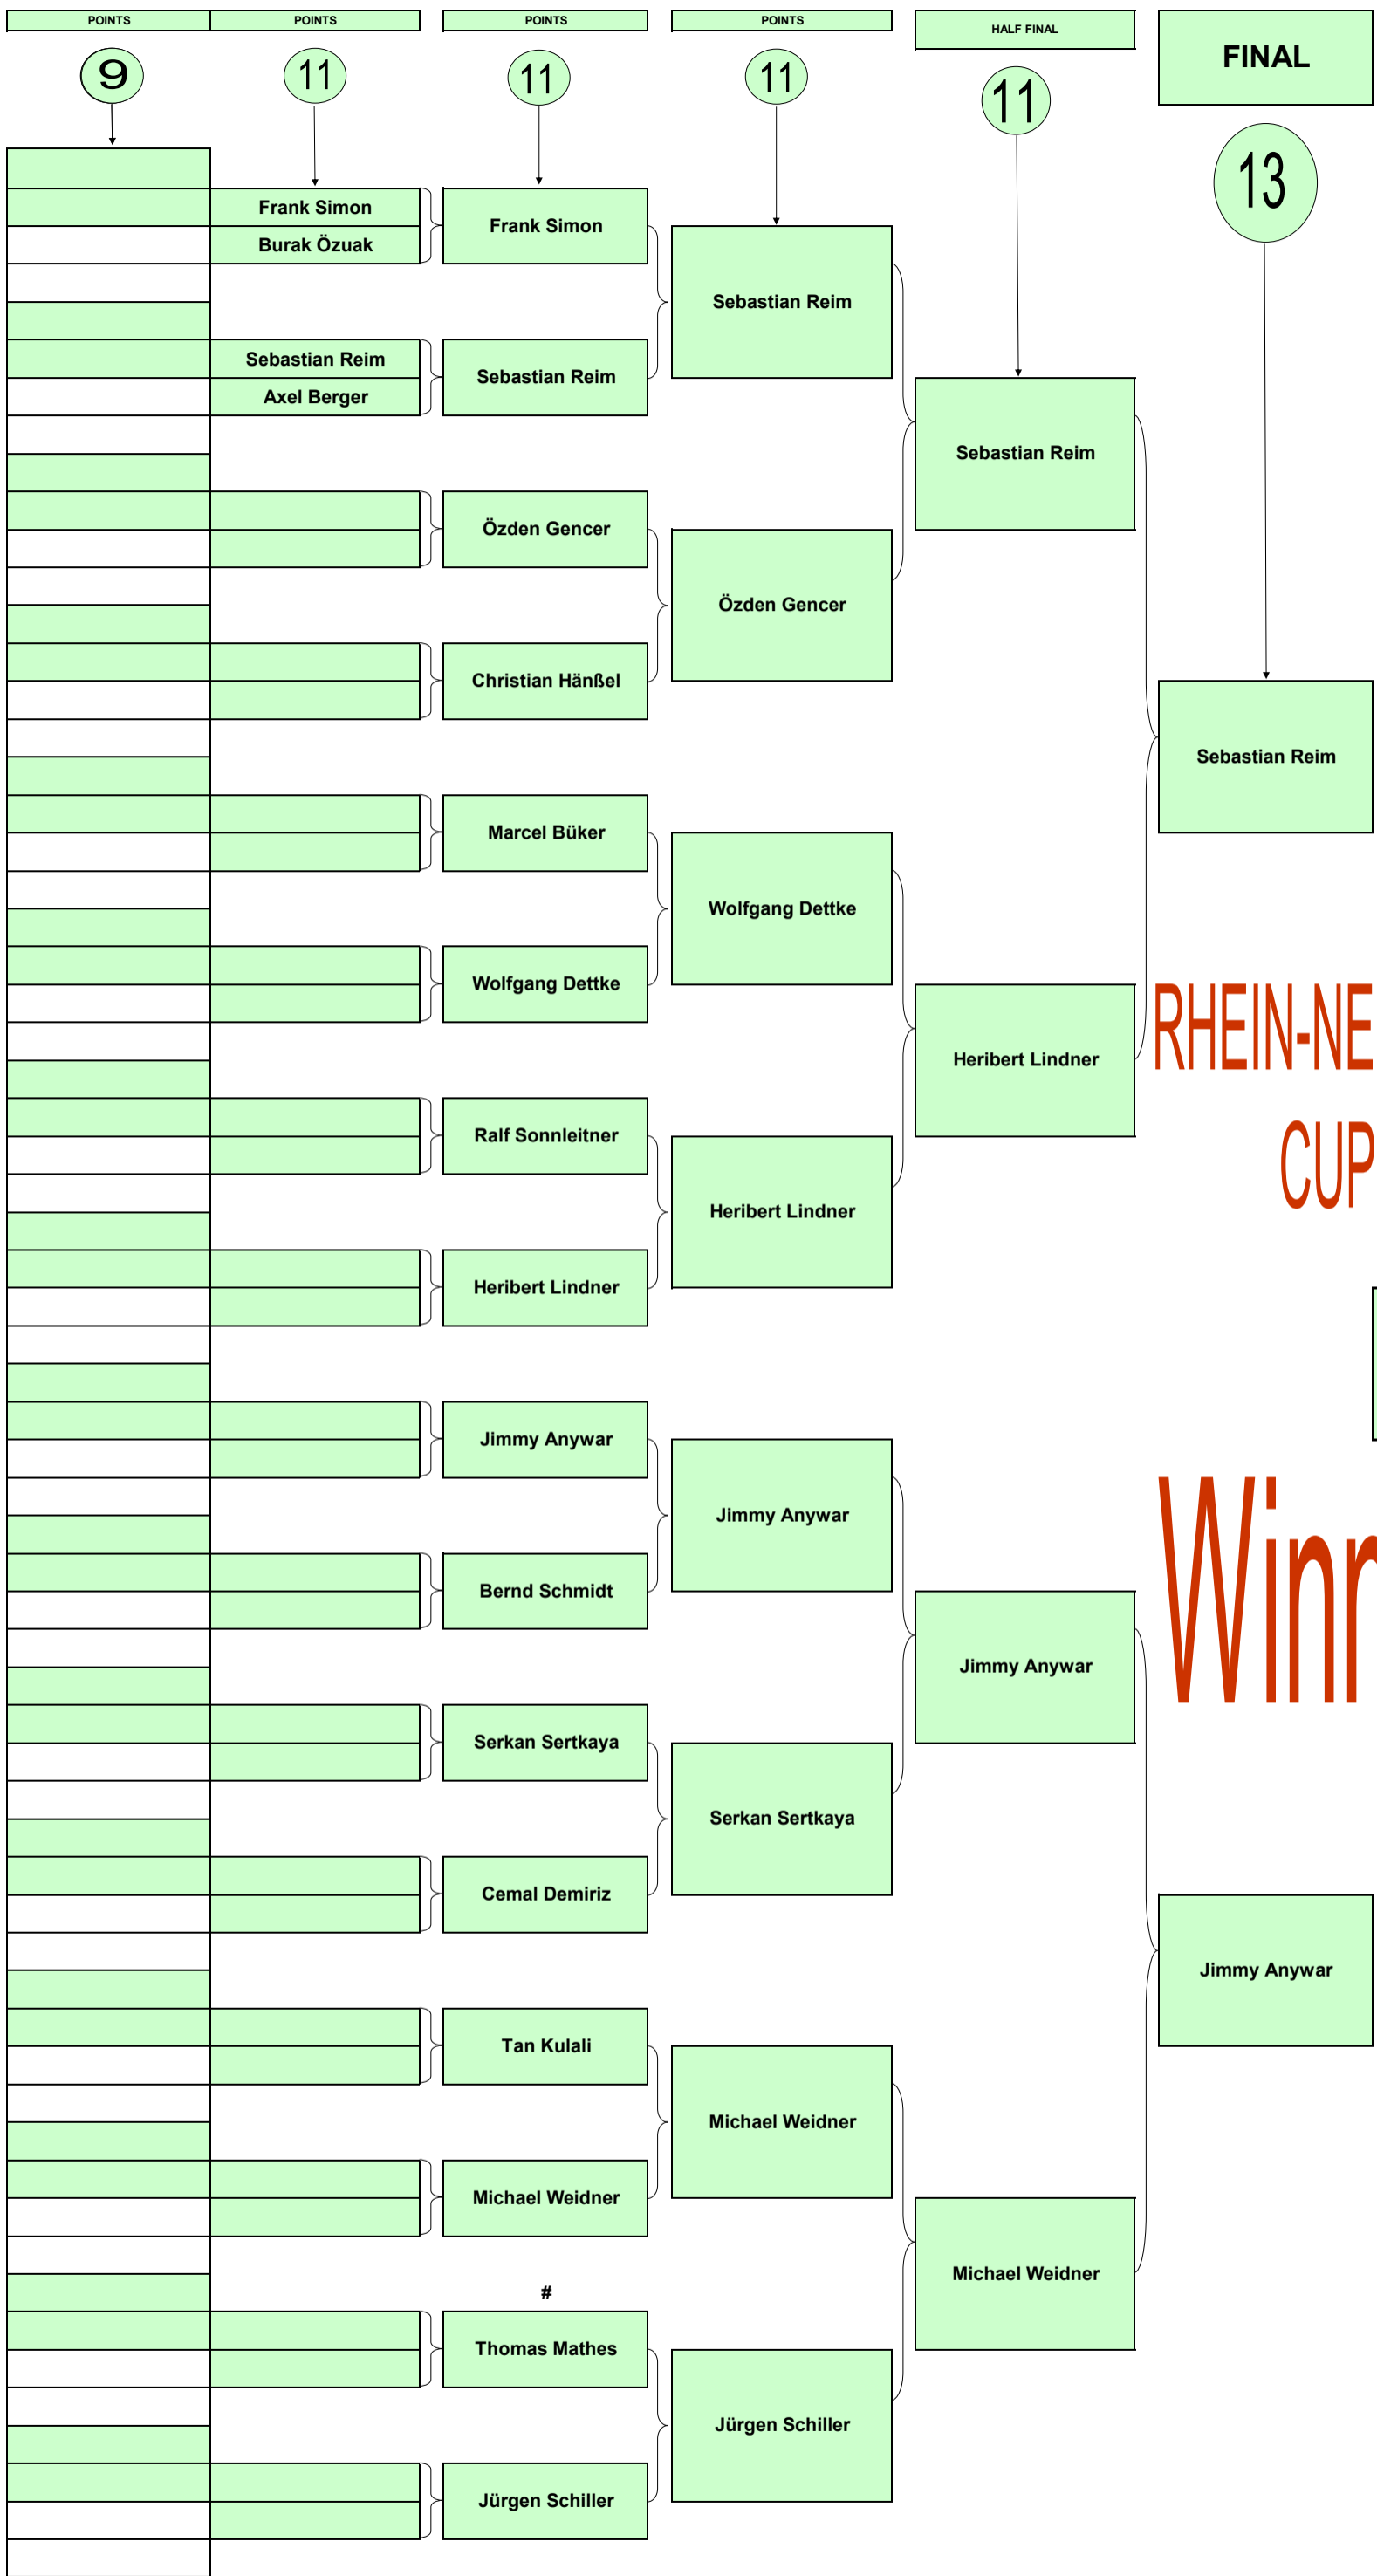 POINTS
POINTS
POINTS
POINTS
HALF FINAL
FINAL
9
11
11
11
11
13
Frank Simon
Burak Özuak
Sebastian Reim
Axel Berger
Frank Simon
Sebastian Reim
Özden Gencer
Christian Hänßel
Marcel Büker
Wolfgang Dettke
Ralf Sonnleitner
Heribert Lindner
Jimmy Anywar
Bernd Schmidt
Serkan Sertkaya
Cemal Demiriz
Tan Kulali
Michael Weidner
#
Thomas Mathes
Jürgen Schiller
Sebastian Reim
Özden Gencer
Wolfgang Dettke
Heribert Lindner
Jimmy Anywar
Serkan Sertkaya
Michael Weidner
Jürgen Schiller
Sebastian Reim
Heribert Lindner
Jimmy Anywar
Michael Weidner
Sebastian Reim
Jimmy Anywar
RHEIN-NE
CUP